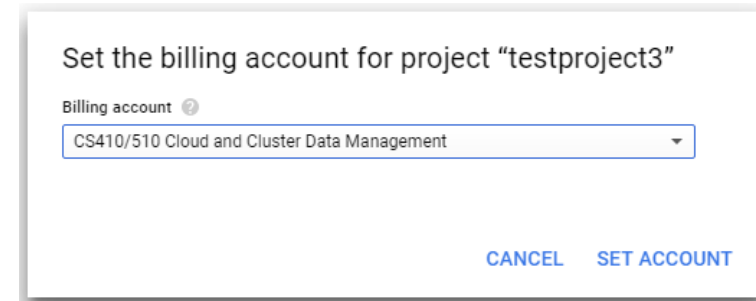 Set the billing account for project “testproject3”
Billing account ?
CS410/510 Cloud and Cluster Data Management
CANCEL SET ACCOUNT